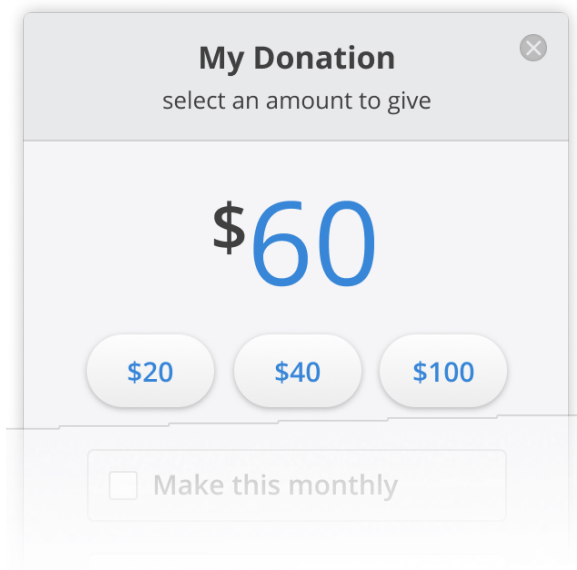 My Donation
select an amount to give
$60
$20 $40 $100
Make this monthly